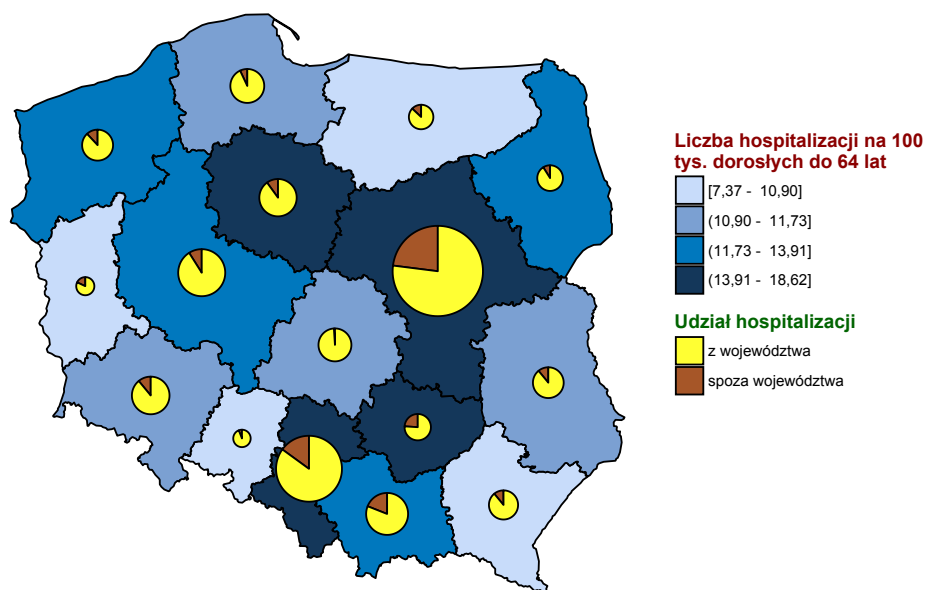 Liczba hospitalizacji na 100
tys. dorosłych do 64 lat
[7,37 - 10,90]
(10,90 - 11,73]
(11,73 - 13,91]
(13,91 - 18,62]
Udział hospitalizacji
z województwa
spoza województwa